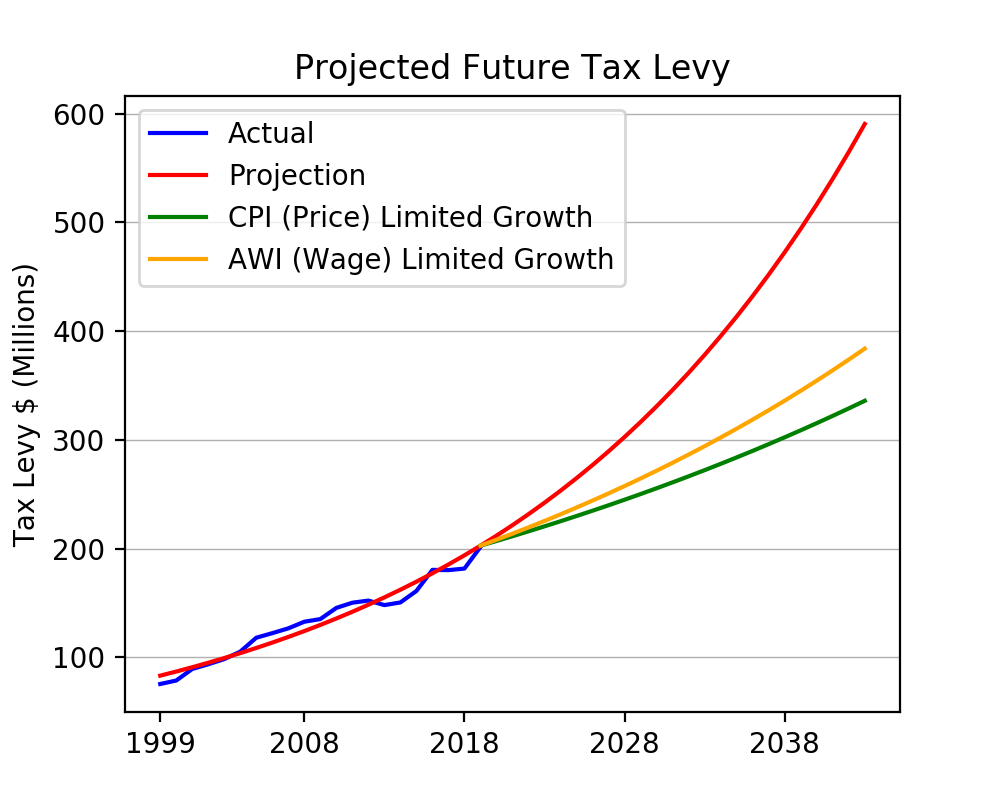 Projected Future Tax Levy
Actual
Projection
CPI (Price) Limited Growth
AWI (Wage) Limited Growth
Tax Levy $ (Millions)
600
500
400
300
200
100
1999 2008 2018 2028 2038